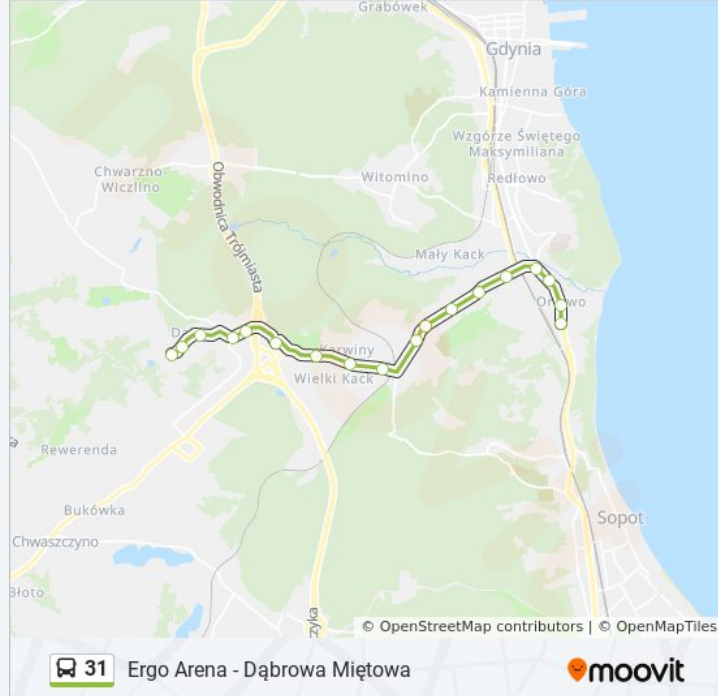 Grabówek
Gdynia
Kamienna Góra
Wzgórze Świętego
Maksymiliana
Redłowo
Witomino
Chwarzno
Wiczlino
Obwodnica Trójmiasta
Mały Kack
Karwiny
Wielki Kack
Rewerenda
Bukówka
Chwaszczyno
Sopot
© OpenStreetMap contributors | © OpenMapTiles
31 Ergo Arena - Dąbrowa Miętowa
moovit